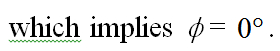 which implies ϕ = 0°.